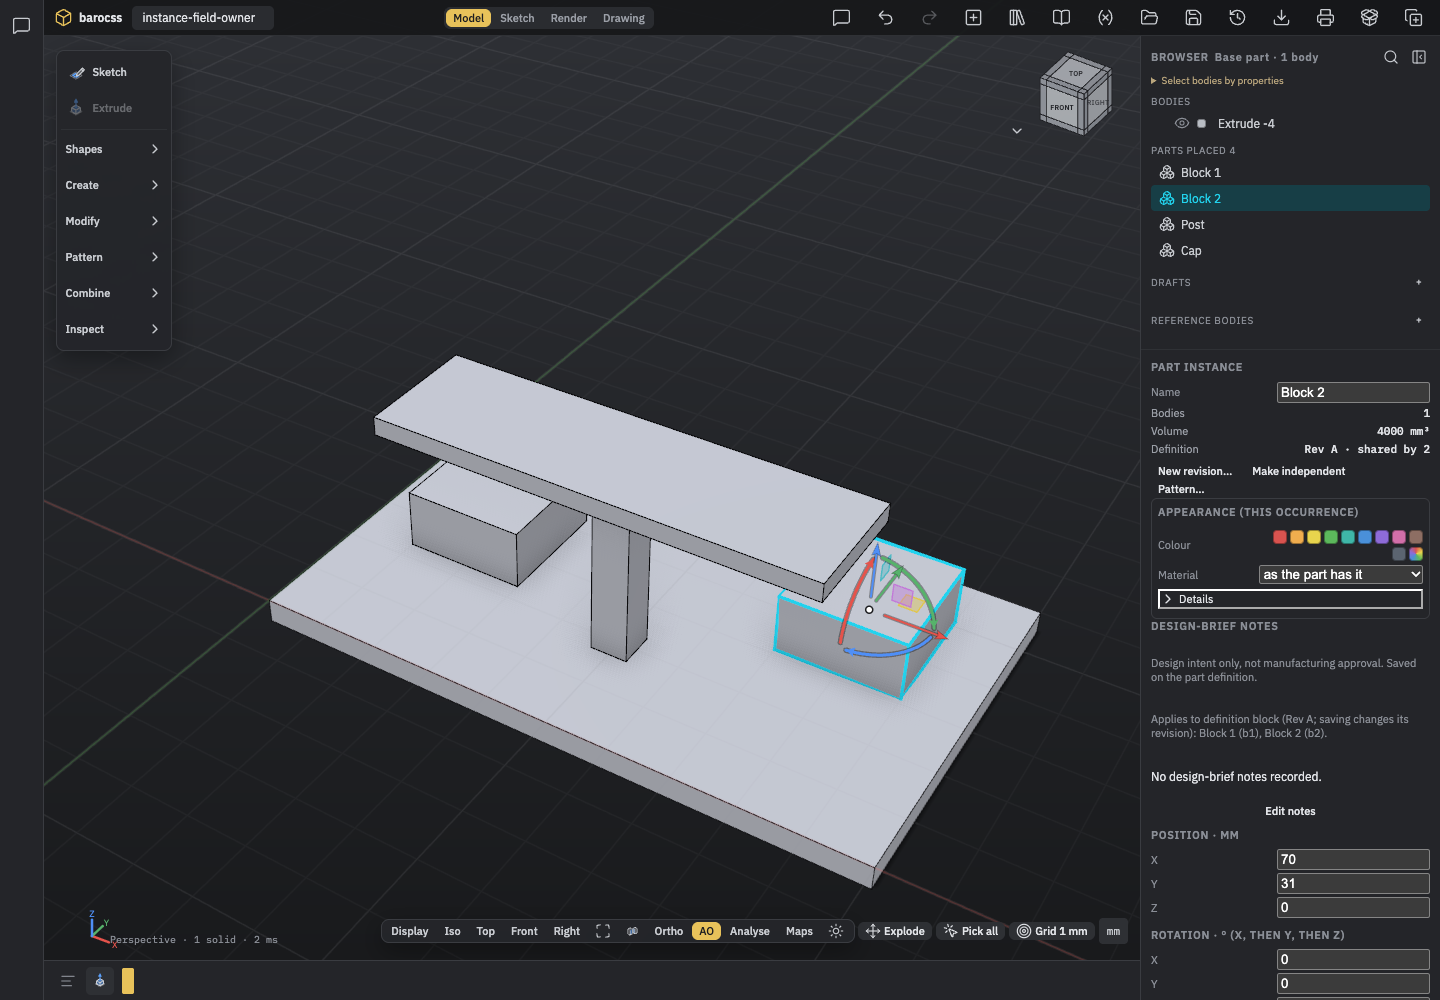 barocss
instance-field-owner
Model Sketch Render Drawing
Sketch
Extrude
Shapes
Create
Modify
Pattern
Combine
Inspect
TOP
FRONT
RIGHT
BROWSER Base part · 1 body
Select bodies by properties
BODIES
Extrude -4
PARTS PLACED 4
Block 1
Block 2
Post
Cap
DRAFTS +
REFERENCE BODIES +
PART INSTANCE
Name Block 2
Bodies 1
Volume 4000 mm³
Definition Rev A · shared by 2
New revision... Make independent
Pattern...
APPEARANCE (THIS OCCURRENCE)
Colour
Material as the part has it
Details
DESIGN-BRIEF NOTES
Design intent only, not manufacturing approval. Saved
on the part definition.
Applies to definition block (Rev A; saving changes its
revision): Block 1 (b1), Block 2 (b2).
No design-brief notes recorded.
Edit notes
POSITION · MM
X 70
Y 31
Z 0
ROTATION · ° (X, THEN Y, THEN Z)
X 0
Y 0
Z
Y
X
Perspective · 1 solid · 2 ms
Display Iso Top Front Right Ortho AO Analyse Maps Explode Pick all Grid 1 mm mm